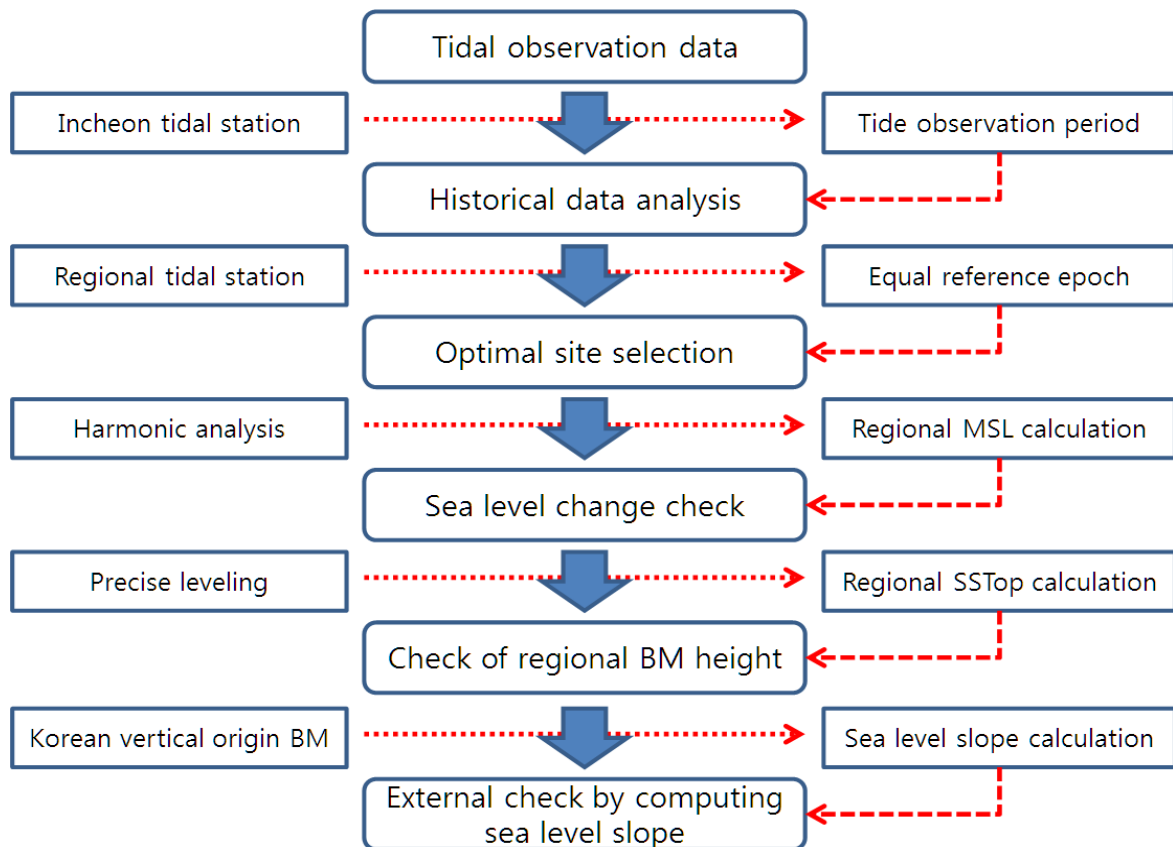 Tidal observation data
Incheon tidal station
Tide observation period
Historical data analysis
Regional tidal station
Equal reference epoch
Optimal site selection
Harmonic analysis
Regional MSL calculation
Sea level change check
Precise leveling
Regional SSTop calculation
Check of regional BM height
Korean vertical origin BM
Sea level slope calculation
External check by computing
sea level slope